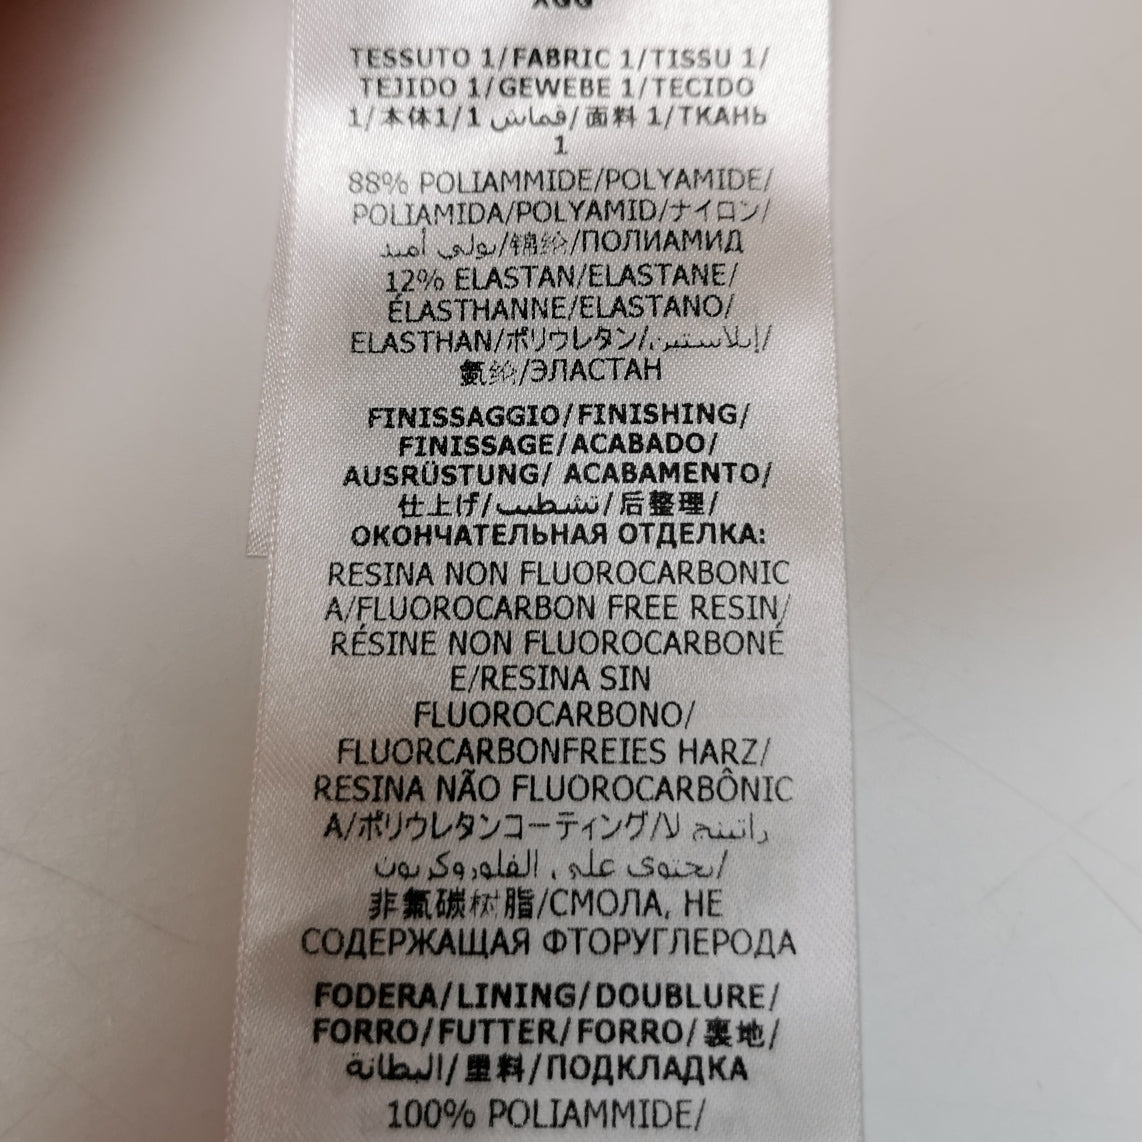 TESSUTO 1/FABRIC 1/TISSU 1/
TEJIDO 1/GEWEBE 1/TECIDO
1/本体1/1 قماش/面料 1/ТКАНЬ
1
88% POLIAMMIDE/POLYAMIDE/
POLIAMIDA/POLYAMID/ナイロン/
بولي أميد/锦纶/ПОЛИАМИД
12% ELASTAN/ELASTANE/
ÉLASTHANNE/ELASTANO/
ELASTHAN/ポリウレタン/إيلاستين/
氨纶/ЭЛАСТАН
FINISSAGGIO/FINISHING/
FINISSAGE/ACABADO/
AUSRÜSTUNG/ ACABAMENTO/
仕上げ/تشطيب/后整理/
ОКОНЧАТЕЛЬНАЯ ОТДЕЛКА:
RESINA NON FLUOROCARBONIC
A/FLUOROCARBON FREE RESIN/
RÉSINE NON FLUOROCARBONÉ
E/RESINA SIN
FLUOROCARBONO/
FLUORCARBONFREIES HARZ/
RESINA NÃO FLUOROCARBÔNIC
A/ポリウレタンコーティング/راتينج لا
يحتوي على الفلوروكربون/
非氟碳树脂/СМОЛА, НЕ
СОДЕРЖАЩАЯ ФТОРУГЛЕРОДА
FODERA/LINING/DOUBLURE/
FORRO/FUTTER/FORRO/裏地/
البطانة/里料/ПОДКЛАДКА
100% POLIAMMIDE/